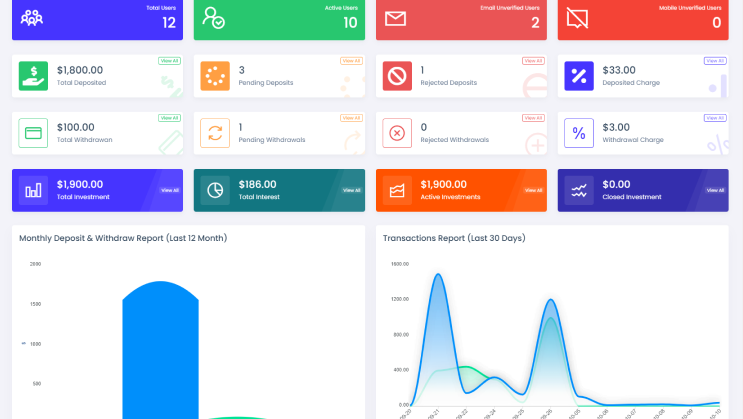 Total Users
12
Active Users
10
Email Unverified Users
2
Mobile Unverified Users
0
View All
$1,800.00
Total Deposited
View All
3
Pending Deposits
View All
1
Rejected Deposits
View All
$33.00
Deposited Charge
View All
$100.00
Total Withdrawan
View All
1
Pending Withdrawals
View All
0
Rejected Withdrawals
View All
$3.00
Withdrawal Charge
$1,900.00
Total Investment
View All
$186.00
Total Interest
View All
$1,900.00
Active Investments
View All
$0.00
Closed Investment
View All
Monthly Deposit & Withdraw Report (Last 12 Month)
2000
1500
$
1000
500
Transactions Report (Last 30 Days)
1600.00
1200.00
800.00
400.00
0.00